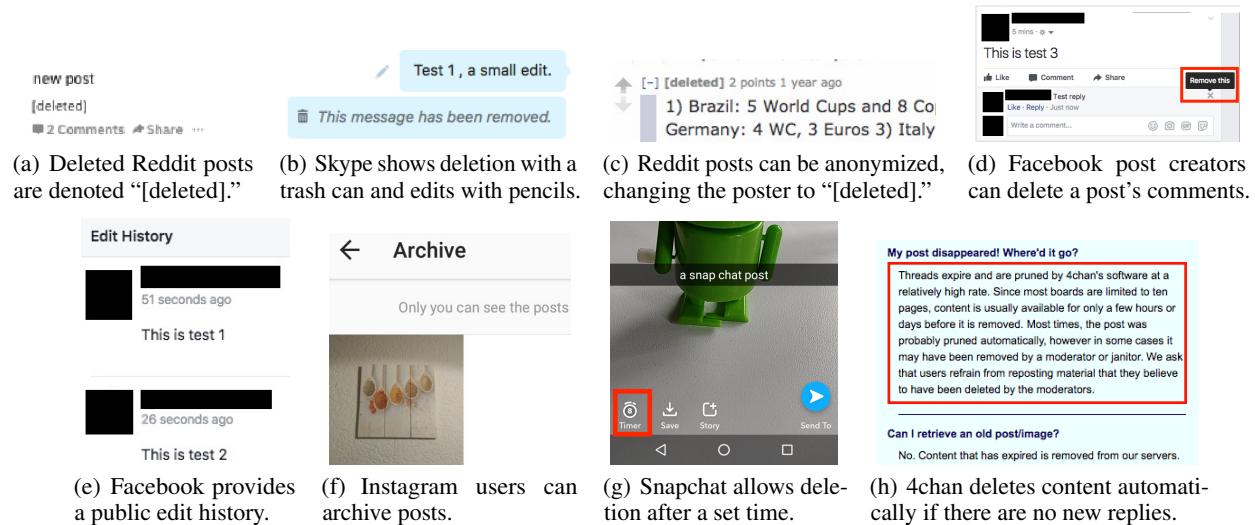 new post
[deleted]
2 Comments Share ...
(a) Deleted Reddit posts
are denoted “[deleted].”
Test 1 , a small edit.
This message has been removed.
(b) Skype shows deletion with a
trash can and edits with pencils.
[-] [deleted] 2 points 1 year ago
1) Brazil: 5 World Cups and 8 Co
Germany: 4 WC, 3 Euros 3) Italy
(c) Reddit posts can be anonymized,
changing the poster to “[deleted].”
5 mins ·
This is test 3
Like Comment Share
Remove this
Test reply
Like · Reply · Just now
Write a comment...
(d) Facebook post creators
can delete a post’s comments.
Edit History
51 seconds ago
This is test 1
26 seconds ago
This is test 2
(e) Facebook provides
a public edit history.
Archive
Only you can see the posts
(f) Instagram users can
archive posts.
a snap chat post
Timer Save Story Send To
(g) Snapchat allows dele-
tion after a set time.
My post disappeared! Where'd it go?
Threads expire and are pruned by 4chan's software at a
relatively high rate. Since most boards are limited to ten
pages, content is usually available for only a few hours or
days before it is removed. Most times, the post was
probably pruned automatically, however in some cases it
may have been removed by a moderator or janitor. We ask
that users refrain from reposting material that they believe
to have been deleted by the moderators.
Can I retrieve an old post/image?
No. Content that has expired is removed from our servers.
(h) 4chan deletes content automati-
cally if there are no new replies.